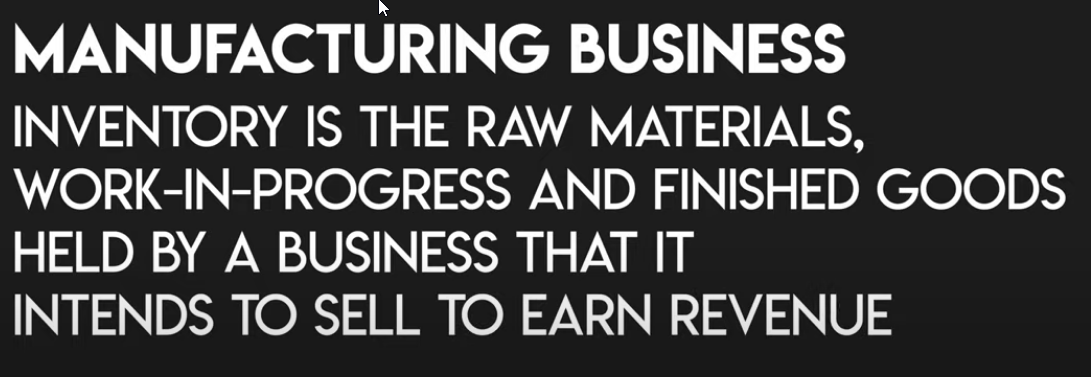 MANUFACTURING BUSINESS
INVENTORY IS THE RAW MATERIALS,
WORK-IN-PROGRESS AND FINISHED GOODS
HELD BY A BUSINESS THAT IT
INTENDS TO SELL TO EARN REVENUE